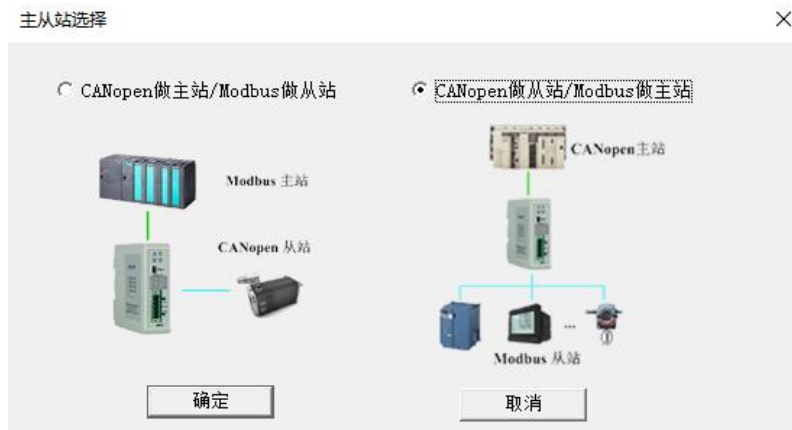 主从站选择
CANopen做主站/Modbus做从站
CANopen做从站/Modbus做主站
Modbus 主站
CANopen 从站
CANopen主站
...
Modbus 从站
确定
取消